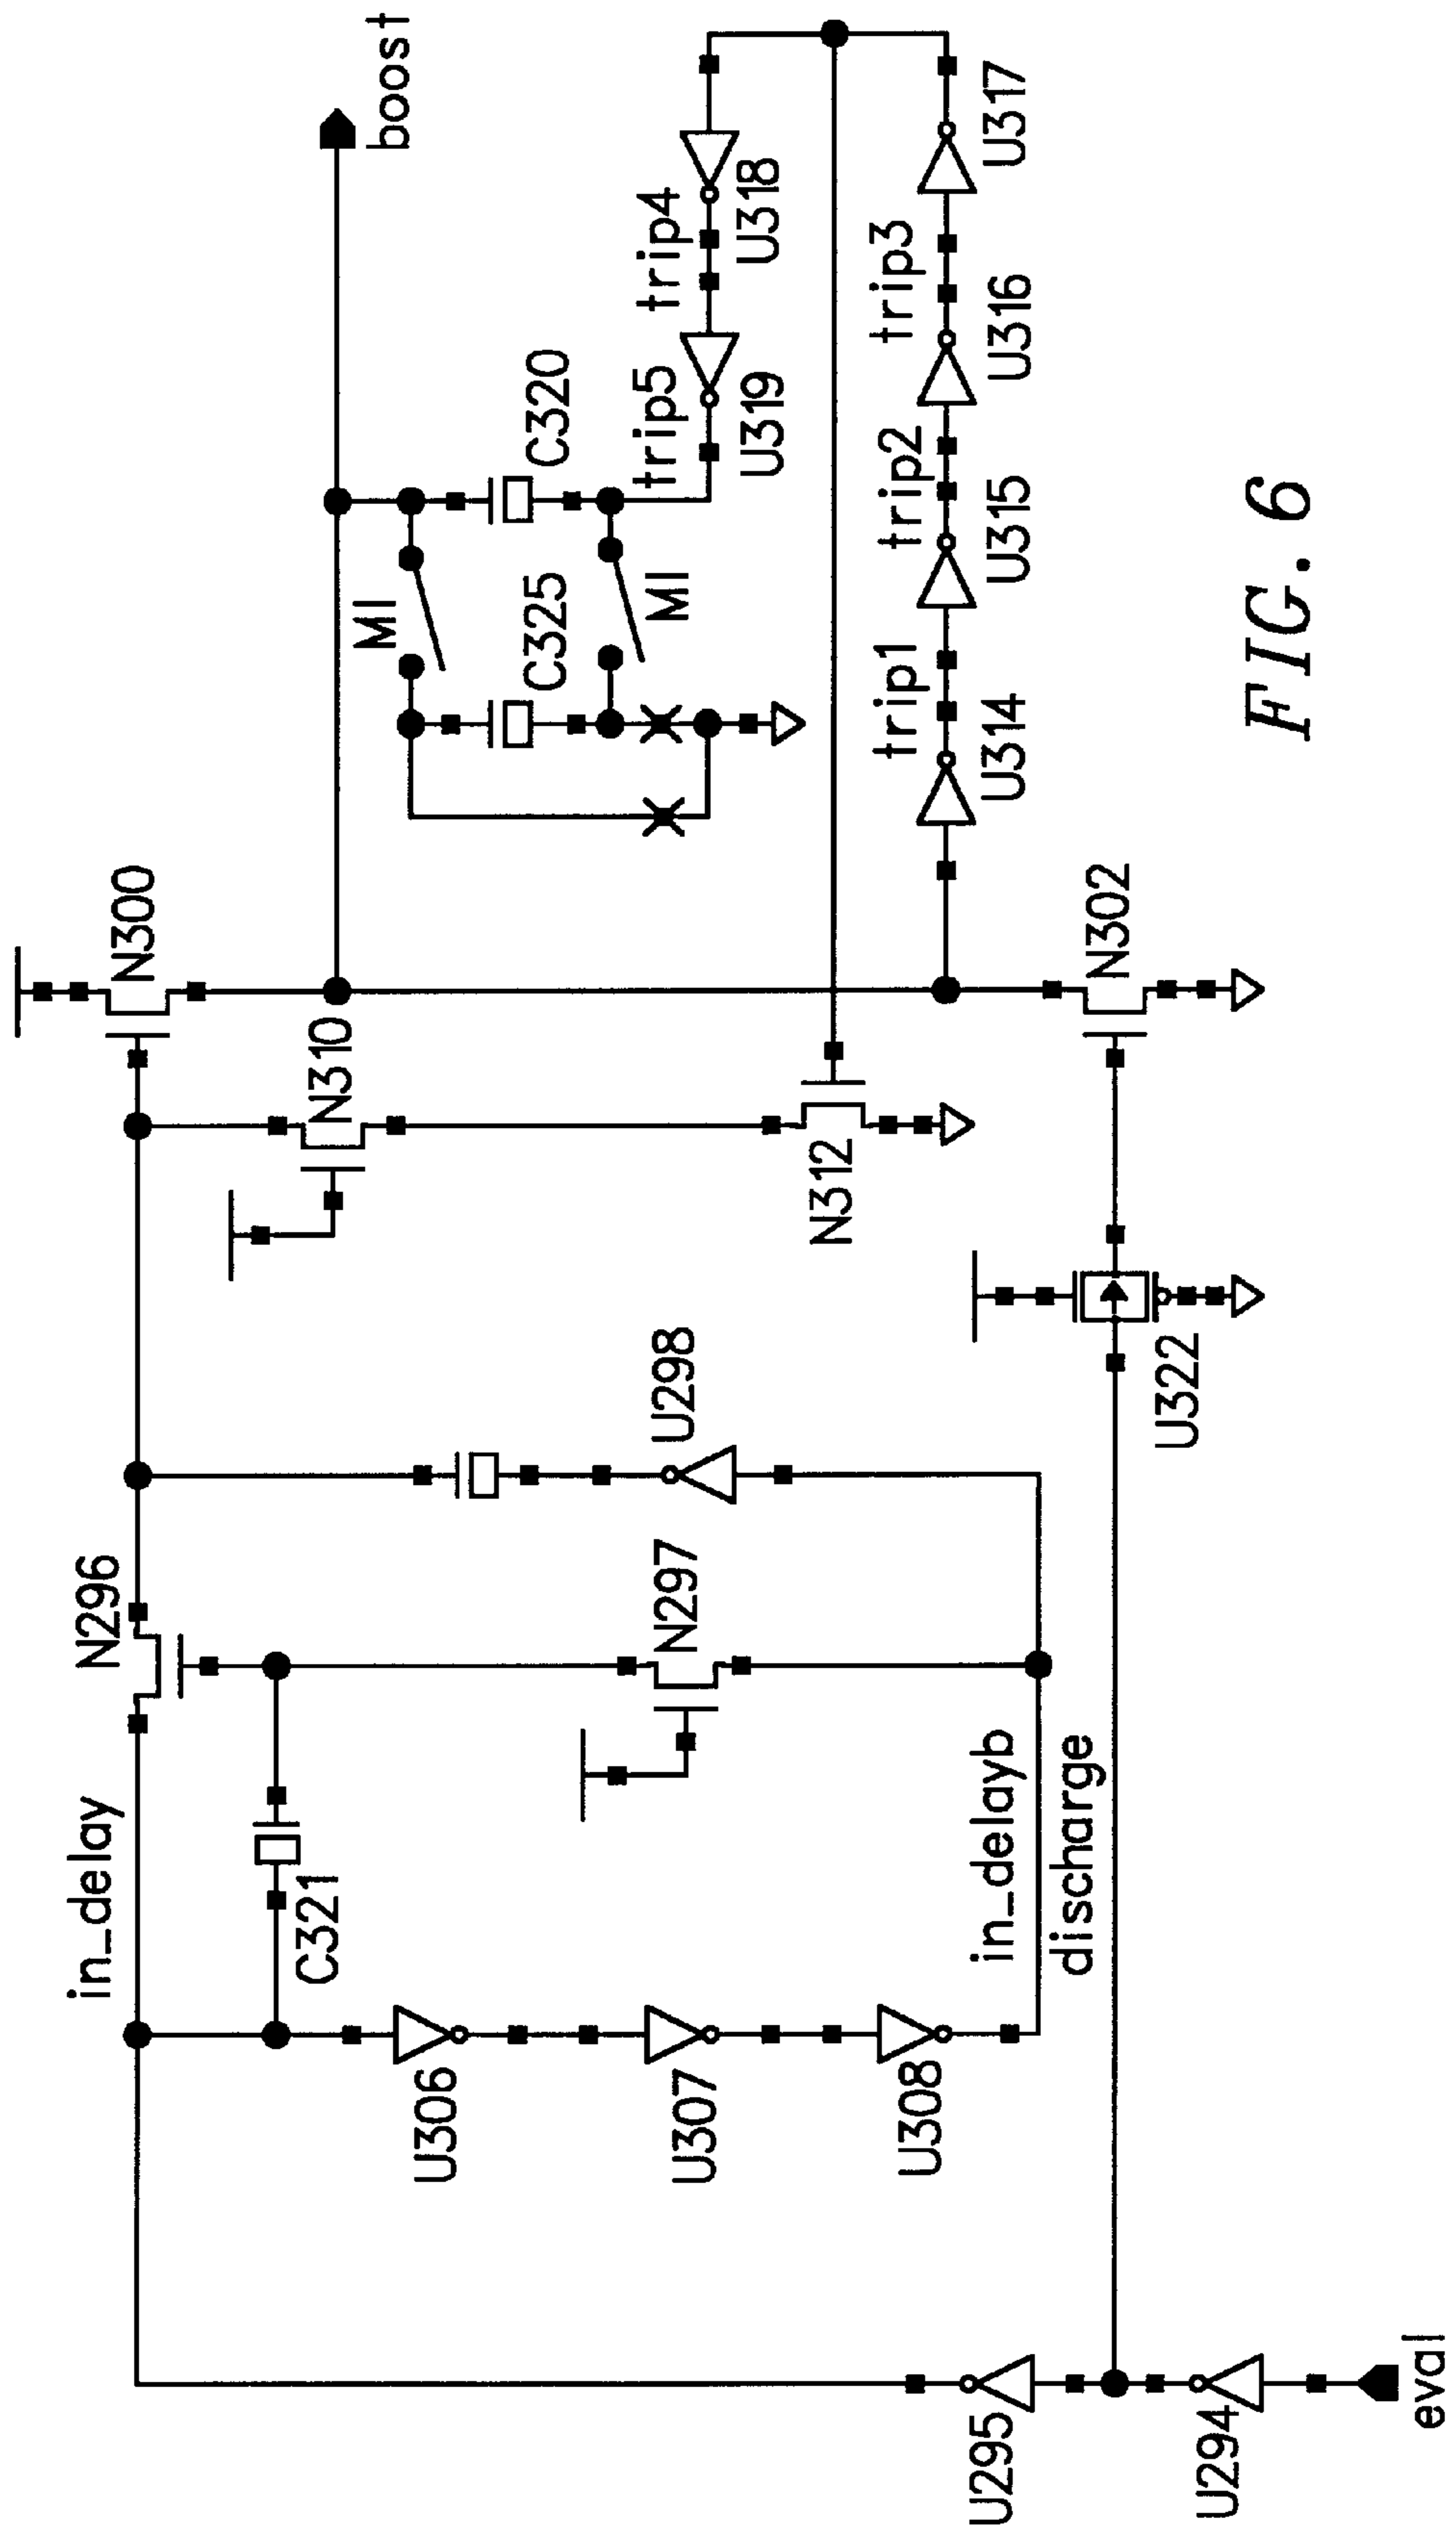 in_delay
N296
N300
boost
C321
N310
MI
C325
C320
trip5
trip4
MI
U319
U318
U306
U307
U308
N297
U298
N312
in_delayb
discharge
trip1
trip2
trip3
U314
U315
U316
U317
U322
N302
U295
U294
eval
FIG. 6